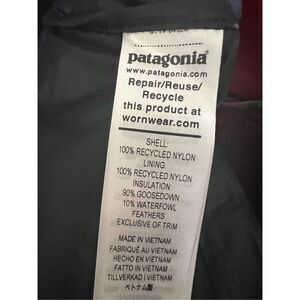 patagonia®
www.patagonia.com
Repair/Reuse/
Recycle
this product at
wornwear.com
SHELL:
100% RECYCLED NYLON
LINING:
100% RECYCLED NYLON
INSULATION:
90% GOOSEDOWN
10% WATERFOWL
FEATHERS
EXCLUSIVE OF TRIM
MADE IN VIETNAM
FABRIQUÉ AU VIETNAM
HECHO EN VIETNAM
FATTO IN VIETNAM
TILLVERKAD I VIETNAM
ベトナム製